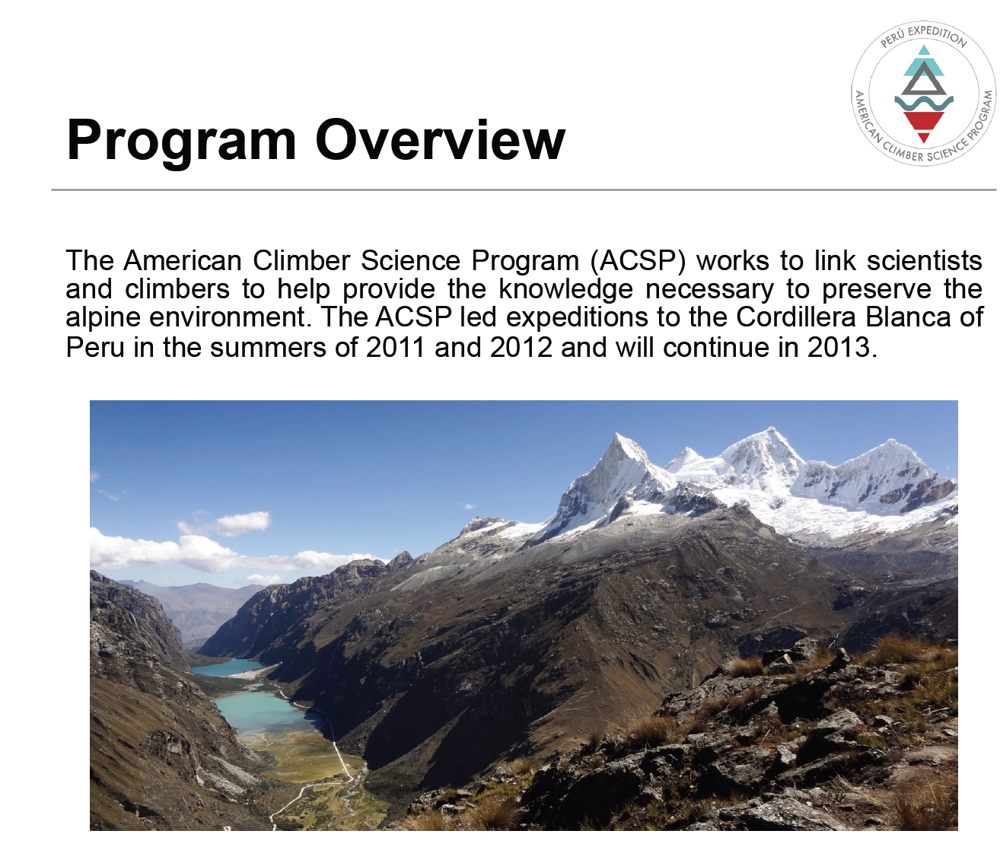 PERÚ EXPEDITION
AMERICAN CLIMBER SCIENCE PROGRAM
Program Overview
The American Climber Science Program (ACSP) works to link scientists
and climbers to help provide the knowledge necessary to preserve the
alpine environment. The ACSP led expeditions to the Cordillera Blanca of
Peru in the summers of 2011 and 2012 and will continue in 2013.